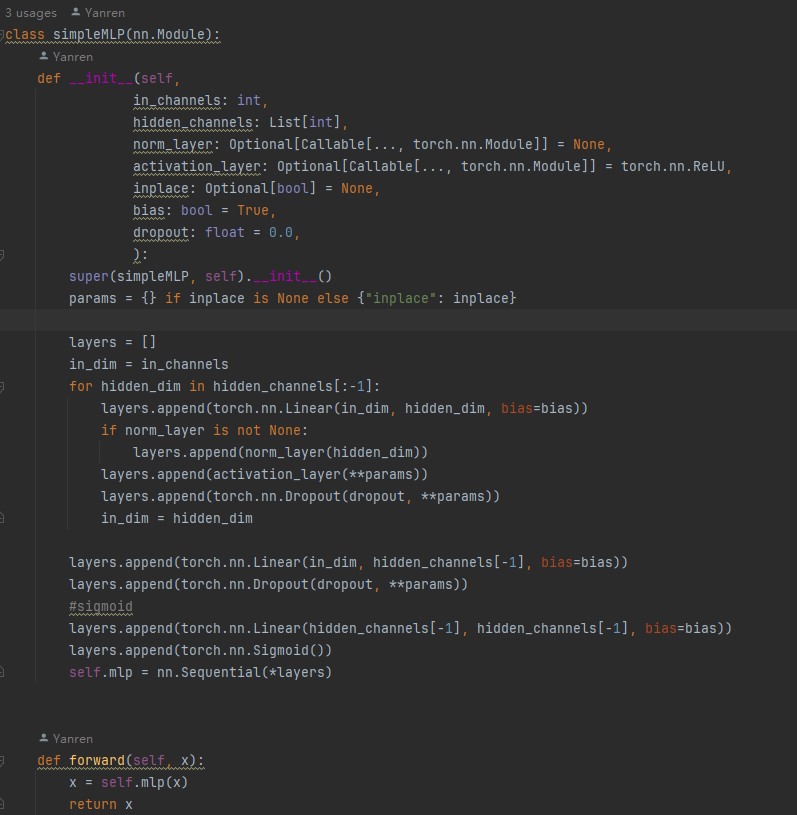 3 usages Yanren
class simpleMLP(nn.Module):
Yanren
def __init__(self,
in_channels: int,
hidden_channels: List[int],
norm_layer: Optional[Callable[..., torch.nn.Module]] = None,
activation_layer: Optional[Callable[..., torch.nn.Module]] = torch.nn.ReLU,
inplace: Optional[bool] = None,
bias: bool = True,
dropout: float = 0.0,
):
super(simpleMLP, self).__init__()
params = {} if inplace is None else {"inplace": inplace}
layers = []
in_dim = in_channels
for hidden_dim in hidden_channels[:-1]:
layers.append(torch.nn.Linear(in_dim, hidden_dim, bias=bias))
if norm_layer is not None:
layers.append(norm_layer(hidden_dim))
layers.append(activation_layer(**params))
layers.append(torch.nn.Dropout(dropout, **params))
in_dim = hidden_dim
layers.append(torch.nn.Linear(in_dim, hidden_channels[-1], bias=bias))
layers.append(torch.nn.Dropout(dropout, **params))
#sigmoid
layers.append(torch.nn.Linear(hidden_channels[-1], hidden_channels[-1], bias=bias))
layers.append(torch.nn.Sigmoid())
self.mlp = nn.Sequential(*layers)
Yanren
def forward(self, x):
x = self.mlp(x)
return x